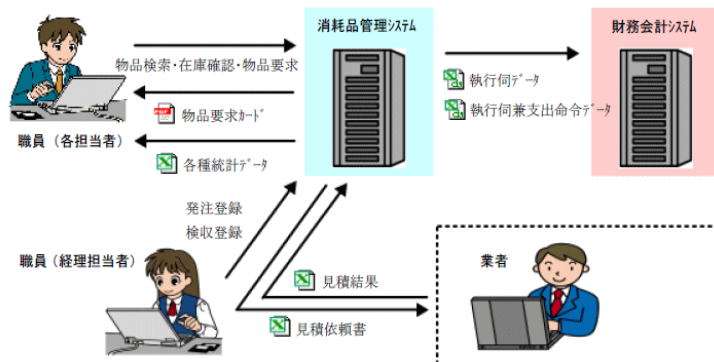 消耗品管理システム
財務会計システム
物品検索・在庫確認・物品要求
執行伺データ
物品要求カード
執行伺兼支出命令データ
職員（各担当者）
各種統計データ
発注登録
検収登録
職員（経理担当者）
業者
見積結果
見積依頼書